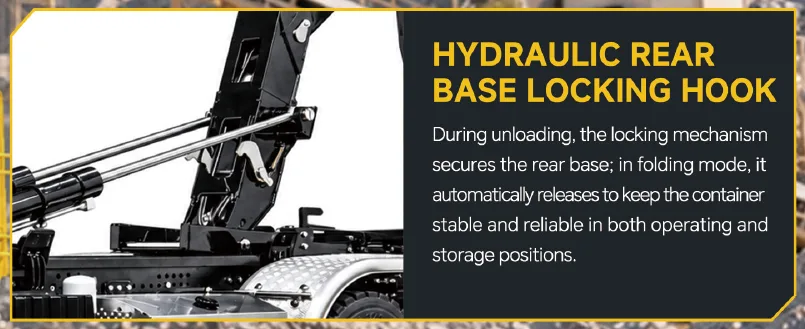 HYDRAULIC REAR
BASE LOCKING HOOK
During unloading, the locking mechanism
secures the rear base; in folding mode, it
automatically releases to keep the container
stable and reliable in both operating and
storage positions.